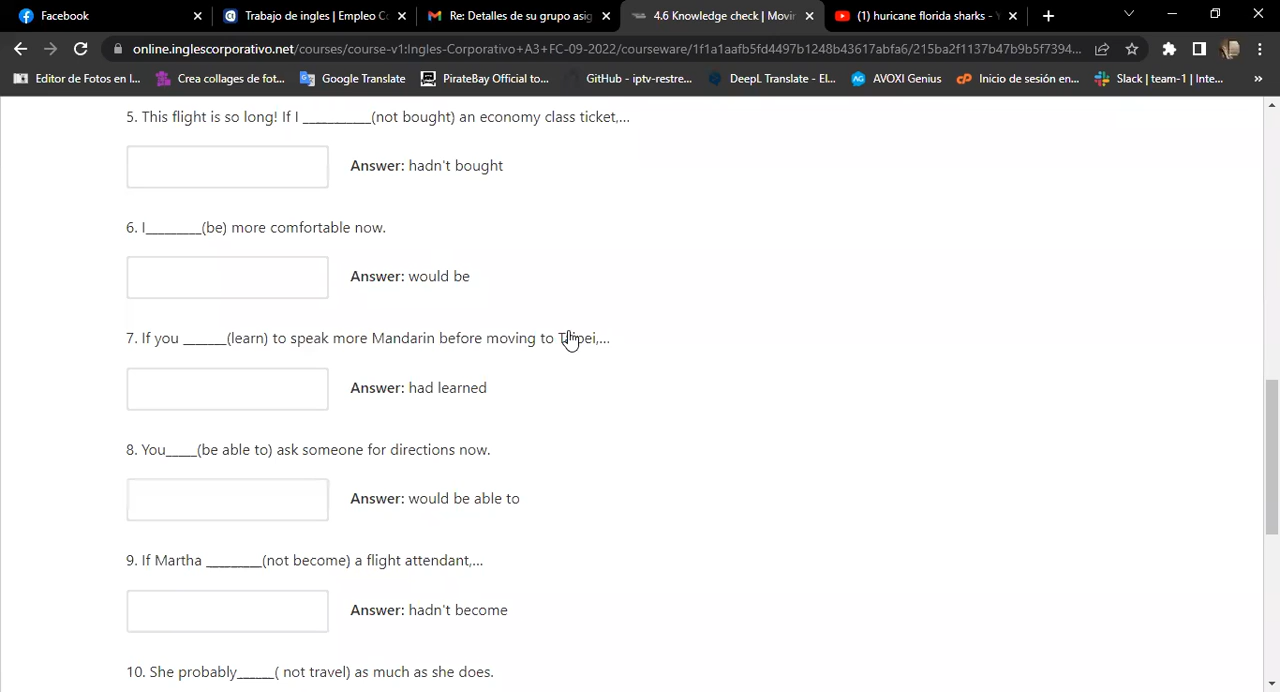 Facebook
Trabajo de ingles | Empleo Co
Re: Detalles de su grupo asig
4.6 Knowledge check | Movin
(1) huricane florida sharks - Y
online.inglescorporativo.net/courses/course-v1:Ingles-Corporativo+A3+FC-09-2022/courseware/1f1a1aafb5fd4497b1248b43617abfa6/215ba2f1137b47b9b5f7394...
Editor de Fotos en l...
Crea collages de fot...
Google Translate
PirateBay Official to...
GitHub - iptv-restre...
DeepL Translate - El...
AVOXI Genius
Inicio de sesión en...
Slack | team-1 | Inte...
»
5. This flight is so long! If I __________(not bought) an economy class ticket,...
Answer: hadn't bought
6. I________(be) more comfortable now.
Answer: would be
7. If you ______(learn) to speak more Mandarin before moving to Taipei,...
Answer: had learned
8. You____(be able to) ask someone for directions now.
Answer: would be able to
9. If Martha ________(not become) a flight attendant,...
Answer: hadn't become
10. She probably_____( not travel) as much as she does.